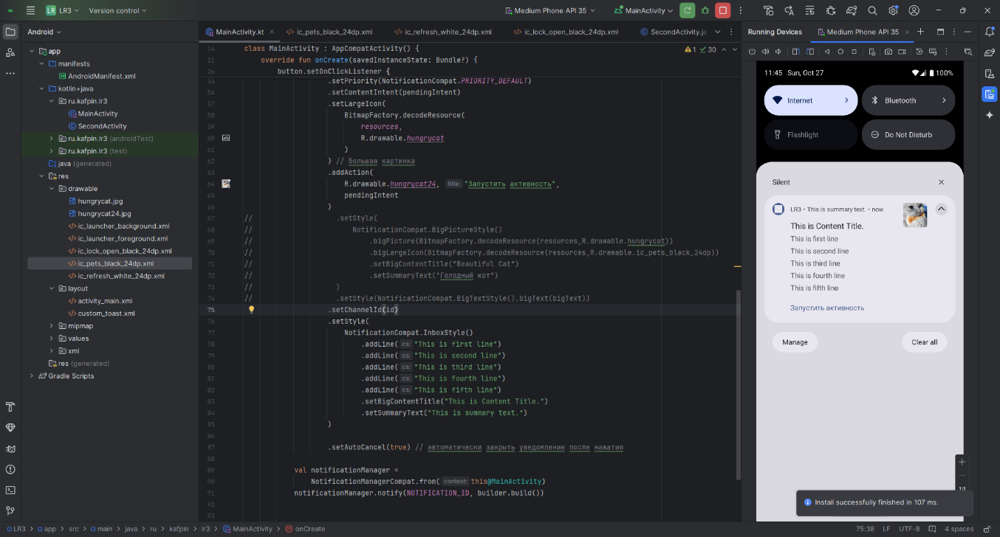 LR LR3 Version control Medium Phone API 35 MainActivity
Android
app
manifests
AndroidManifest.xml
kotlin+java
ru.kafpin.lr3
MainActivity
SecondActivity
ru.kafpin.lr3 (androidTest)
ru.kafpin.lr3 (test)
java (generated)
res
drawable
hungrycat.jpg
hungrycat24.jpg
ic_launcher_background.xml
ic_launcher_foreground.xml
ic_lock_open_black_24dp.xml
ic_pets_black_24dp.xml
ic_refresh_white_24dp.xml
layout
activity_main.xml
custom_toast.xml
mipmap
values
xml
res (generated)
Gradle Scripts
MainActivity.kt ic_pets_black_24dp.xml ic_refresh_white_24dp.xml ic_lock_open_black_24dp.xml SecondActivity.ja
1 30
14 class MainActivity : AppCompatActivity() {
21 override fun onCreate(savedInstanceState: Bundle?) {
26 button.setOnClickListener {
55 .setPriority(NotificationCompat.PRIORITY_DEFAULT)
56 .setContentIntent(pendingIntent)
57 .setLargeIcon(
58 BitmapFactory.decodeResource(
59 resources,
60 R.drawable.hungrycat
61 )
62 ) // большая картинка
63 .addAction(
64 R.drawable.hungrycat24, title: "Запустить активность",
65 pendingIntent
66 )
67 // .setStyle(
68 // NotificationCompat.BigPictureStyle()
69 // .bigPicture(BitmapFactory.decodeResource(resources,R.drawable.hungrycat))
70 // .bigLargeIcon(BitmapFactory.decodeResource(resources,R.drawable.ic_pets_black_24dp))
71 // .setBigContentTitle("Beautiful Cat")
72 // .setSummaryText("Голодный кот")
73 // )
74 // .setStyle(NotificationCompat.BigTextStyle().bigText(bigText))
75 .setChannelId(id)
76 .setStyle(
77 NotificationCompat.InboxStyle()
78 .addLine( cs: "This is first line")
79 .addLine( cs: "This is second line")
80 .addLine( cs: "This is third line")
81 .addLine( cs: "This is fourth line")
82 .addLine( cs: "This is fifth line")
83 .setBigContentTitle("This is Content Title.")
84 .setSummaryText("This is summary text.")
85 )
86
87 .setAutoCancel(true) // автоматически закрыть уведомление после нажатия
88
89 val notificationManager =
90 NotificationManagerCompat.from( context: this@MainActivity)
91 notificationManager.notify(NOTIFICATION_ID, builder.build())
92
93
Running Devices Medium Phone API 35
11:45 Sun, Oct 27 100%
Internet Bluetooth
Flashlight Do Not Disturb
Silent
LR3 • This is summary text. • now
This is Content Title.
This is first line
This is second line
This is third line
This is fourth line
This is fifth line
Запустить активность
Manage Clear all
1:1
Install successfully finished in 107 ms.
LR3 app src main java ru kafpin lr3 MainActivity onCreate 75:38 LF UTF-8 4 spaces